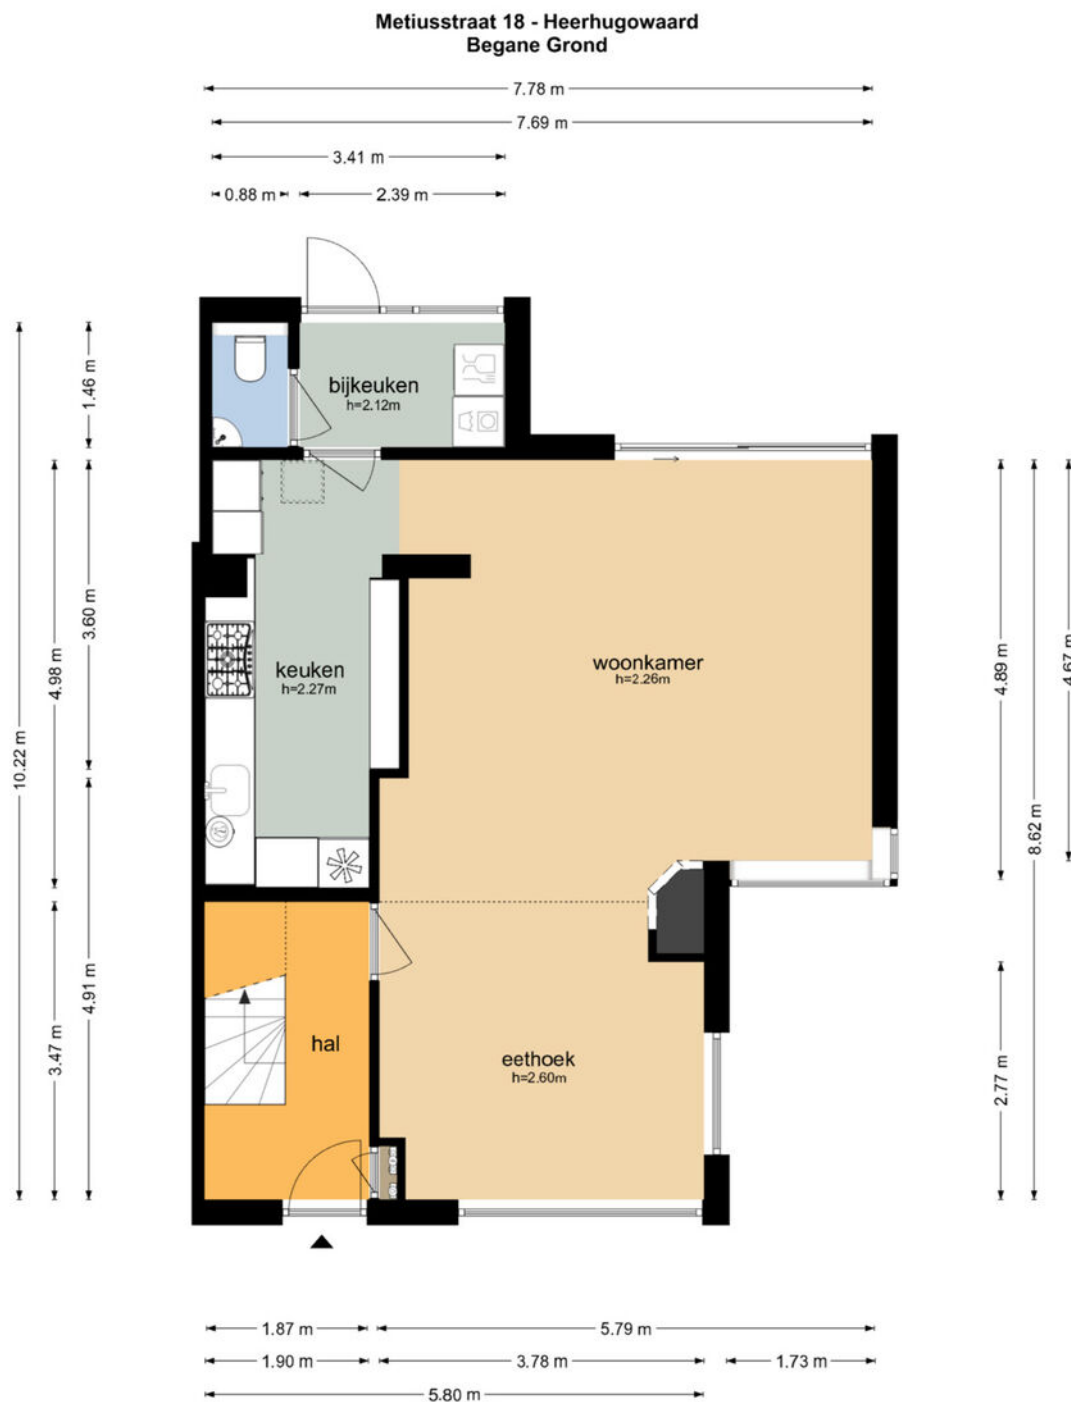 Metiusstraat 18 - Heerhugowaard
Begane Grond
7.78 m
7.69 m
3.41 m
0.88 m
2.39 m
1.46 m
bijkeuken
h=2.12m
3.60 m
4.98 m
10.22 m
keuken
h=2.27m
woonkamer
h=2.26m
4.89 m
4.67 m
8.62 m
4.91 m
3.47 m
hal
eethoek
h=2.60m
2.77 m
1.87 m
5.79 m
1.90 m
3.78 m
1.73 m
5.80 m